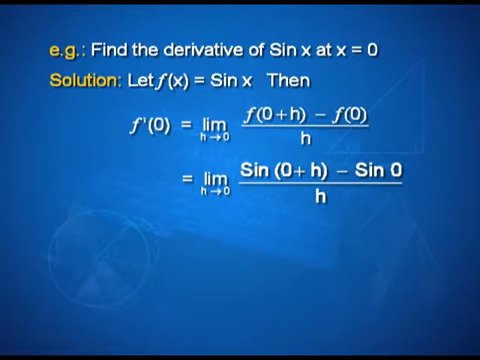 e.g.: Find the derivative of Sin x at x = 0
Solution: Let f(x) = Sin x Then
f'(0) = lim h→0 f(0+h) – f(0) / h
= lim h→0 Sin (0+ h) – Sin 0 / h